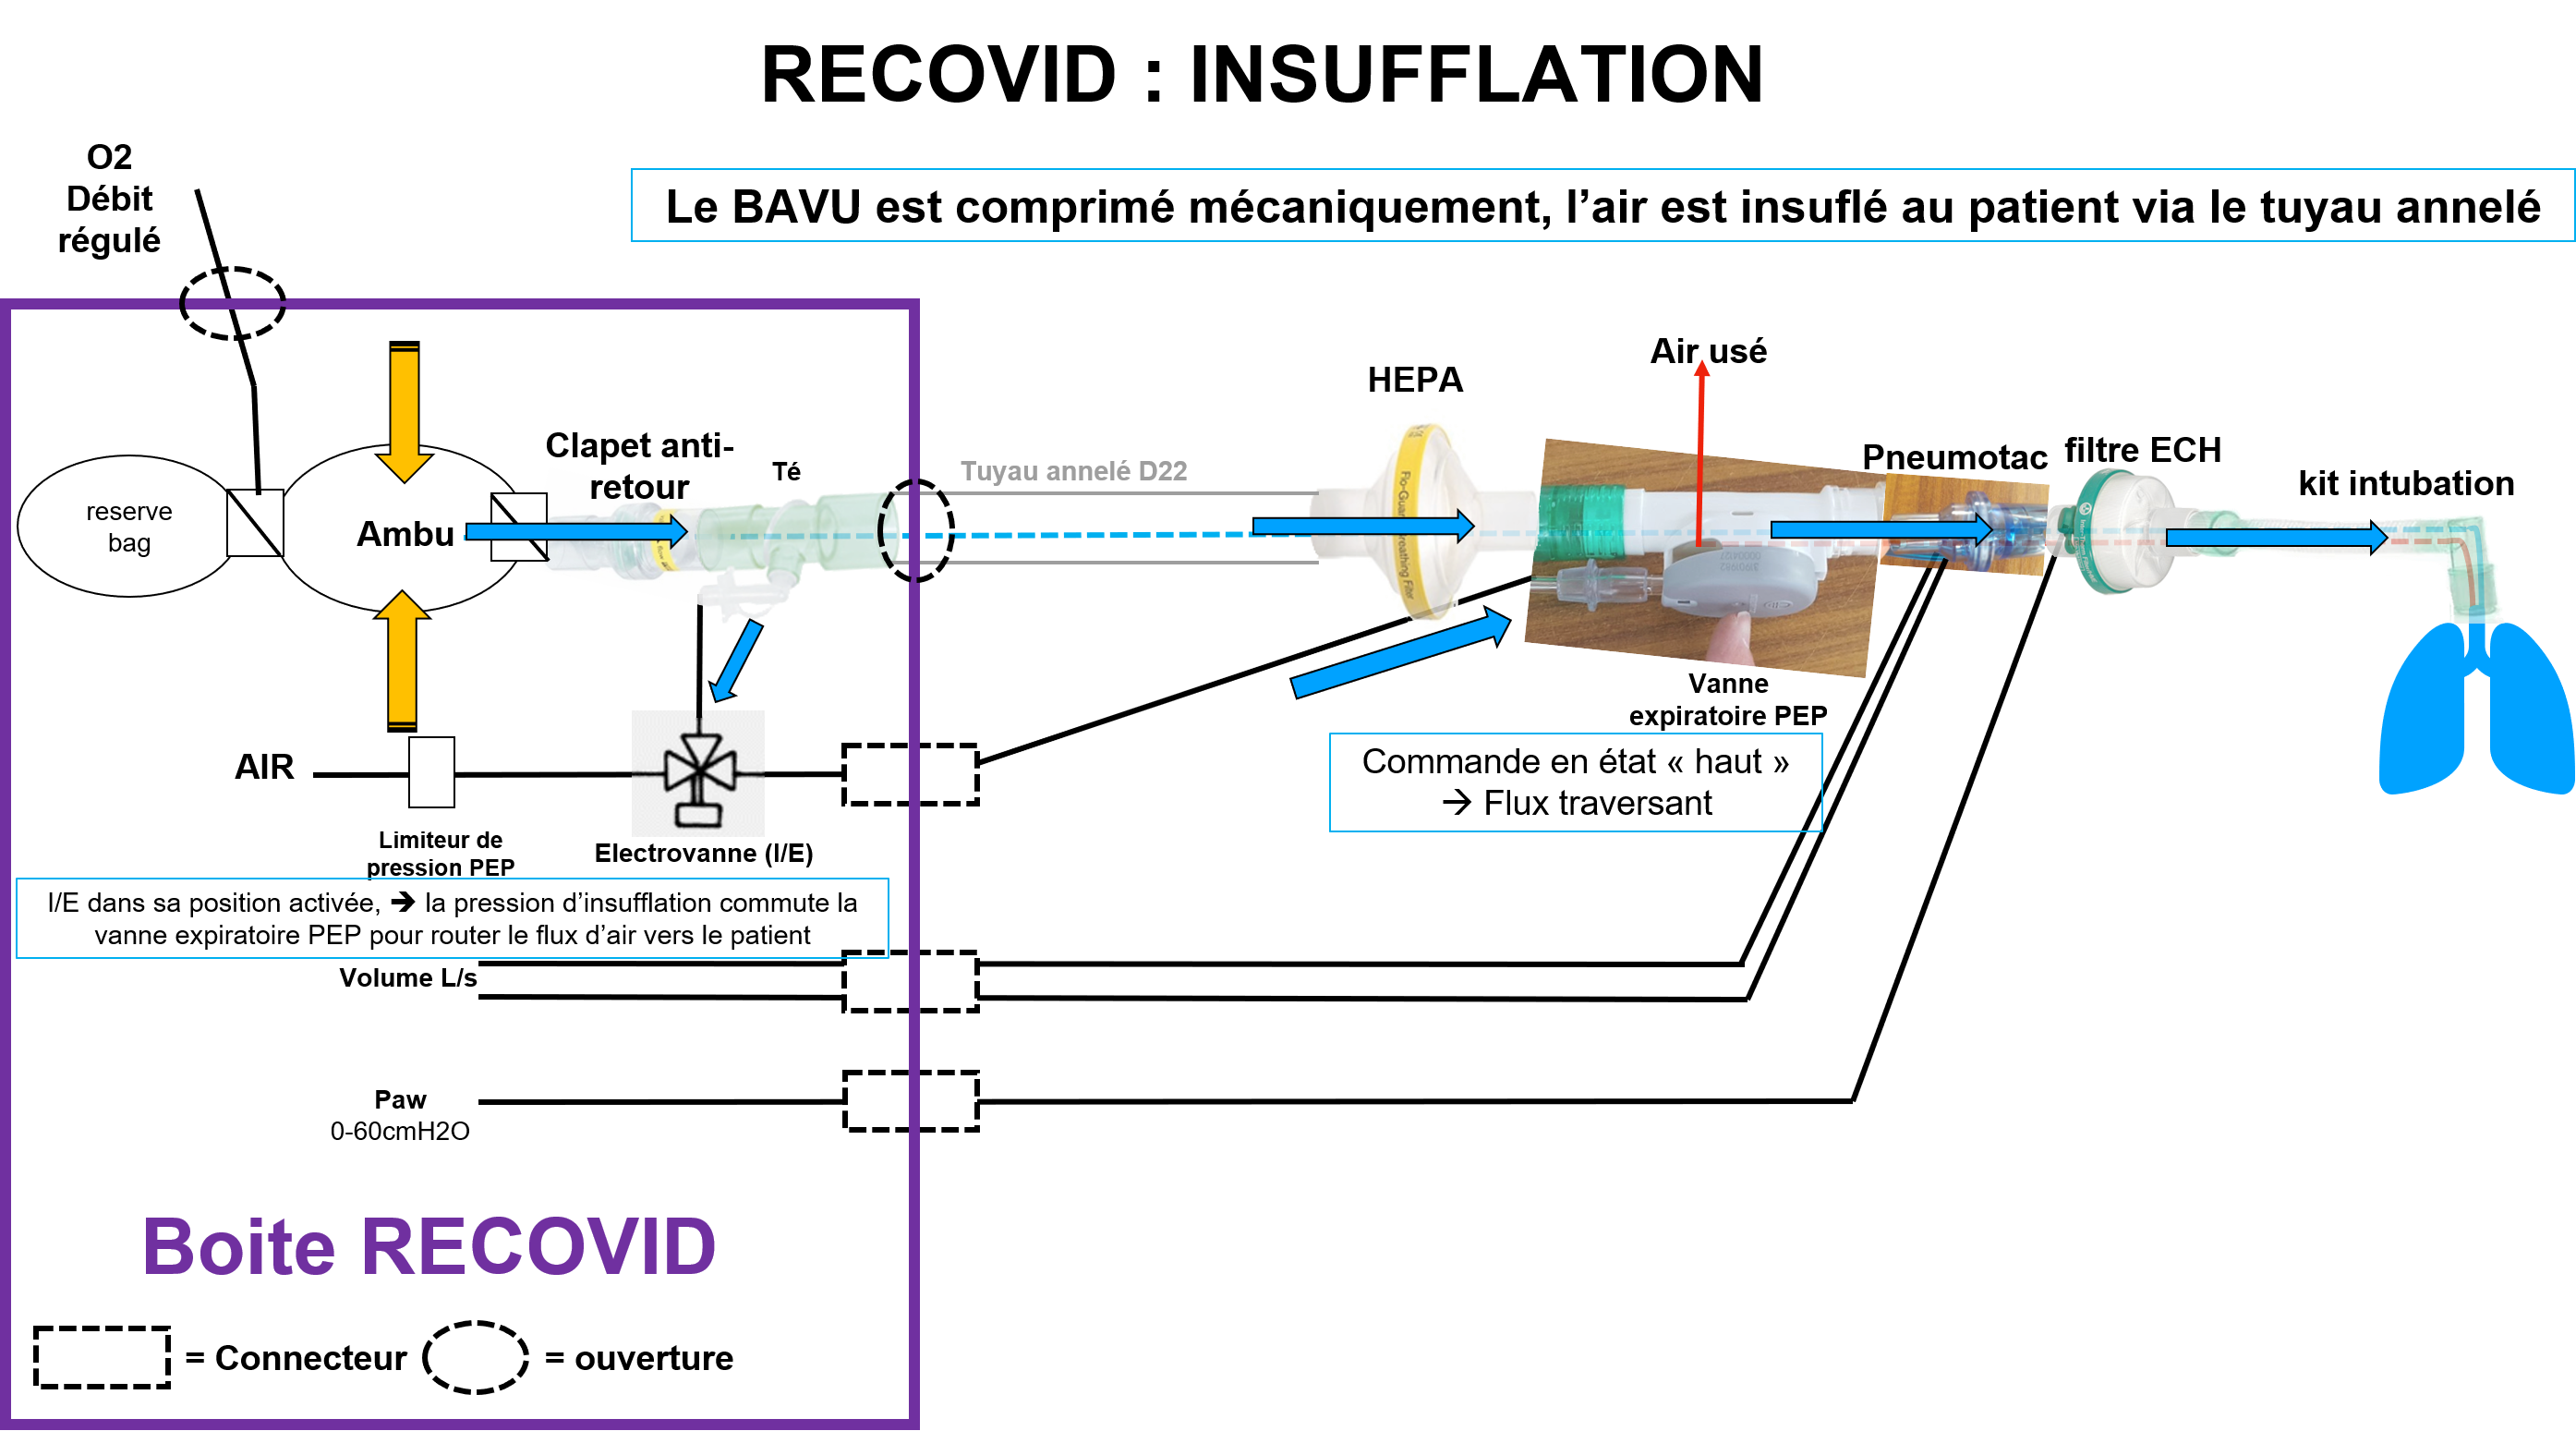 RECOVID : INSUFFLATION
O2
Débit
régulé
Le BAVU est comprimé mécaniquement, l’air est insuflé au patient via le tuyau annelé
Air usé
HEPA
Clapet anti-
retour
Té
Tuyau annelé D22
Pneumotac
filtre ECH
kit intubation
reserve
bag
Ambu
Flo-Guard Breathing Filter
Vanne
expiratoire PEP
AIR
Commande en état « haut »
→ Flux traversant
Limiteur de
pression PEP
Electrovanne (I/E)
I/E dans sa position activée, ➔ la pression d’insufflation commute la
vanne expiratoire PEP pour router le flux d’air vers le patient
Volume L/s
Paw
0-60cmH2O
Boite RECOVID
= Connecteur
= ouverture